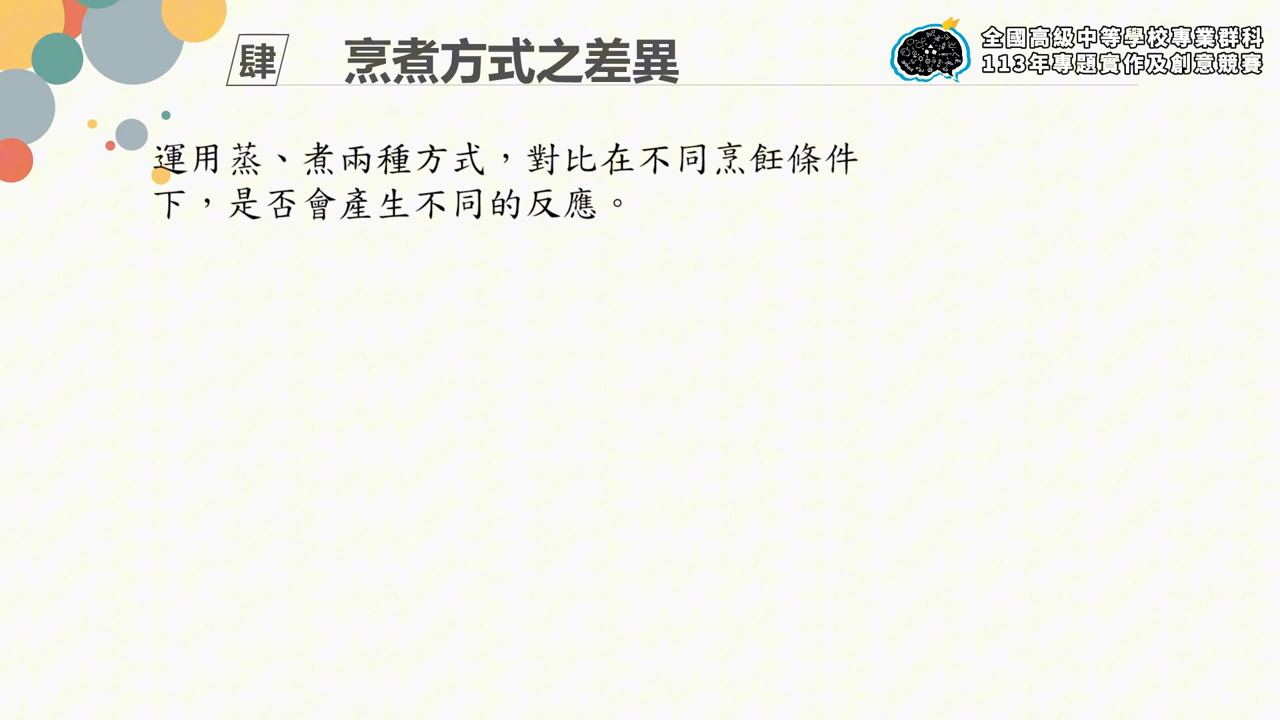 肆
烹煮方式之差異
全國高級中等學校專業群科
113年專題實作及創意競賽
運用蒸、煮兩種方式，對比在不同烹飪條件
下，是否會產生不同的反應。